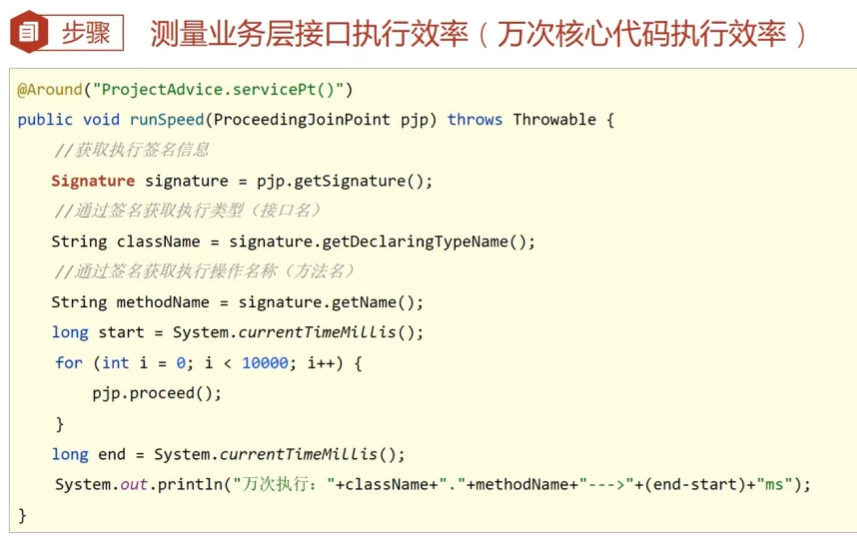 步骤
测量业务层接口执行效率（万次核心代码执行效率）
@Around("ProjectAdvice.servicePt()")
public void runSpeed(ProceedingJoinPoint pjp) throws Throwable {
    //获取执行签名信息
    Signature signature = pjp.getSignature();
    //通过签名获取执行类型（接口名）
    String className = signature.getDeclaringTypeName();
    //通过签名获取执行操作名称（方法名）
    String methodName = signature.getName();
    long start = System.currentTimeMillis();
    for (int i = 0; i < 10000; i++) {
        pjp.proceed();
    }
    long end = System.currentTimeMillis();
    System.out.println("万次执行："+className+"."+methodName+"--->"+(end-start)+"ms");
}